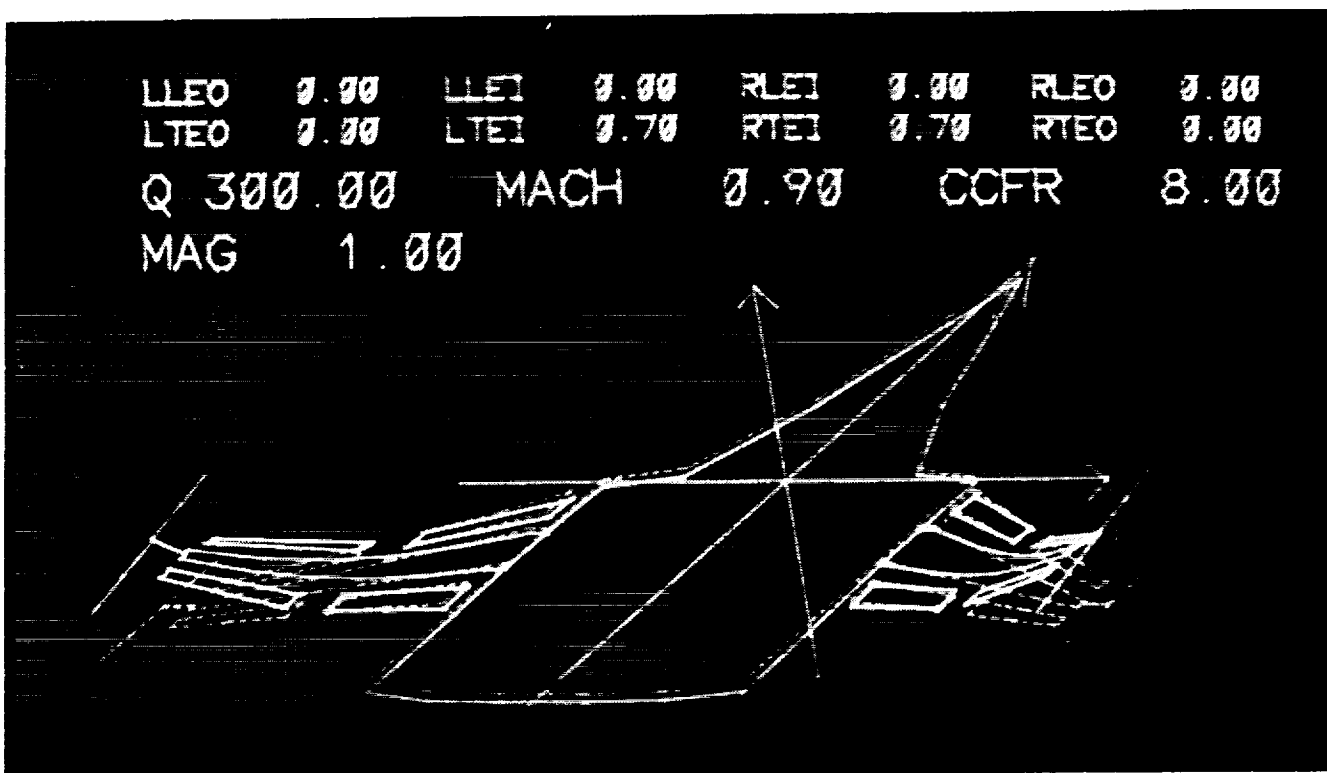 LLEO 0.00 LLEI 0.00 RLEI 0.00 RLEO 0.00
LTEO 0.00 LTEI 0.70 RTEI 0.70 RTEO 0.00
Q 300.00 MACH 0.90 CCFR 8.00
MAG 1.00